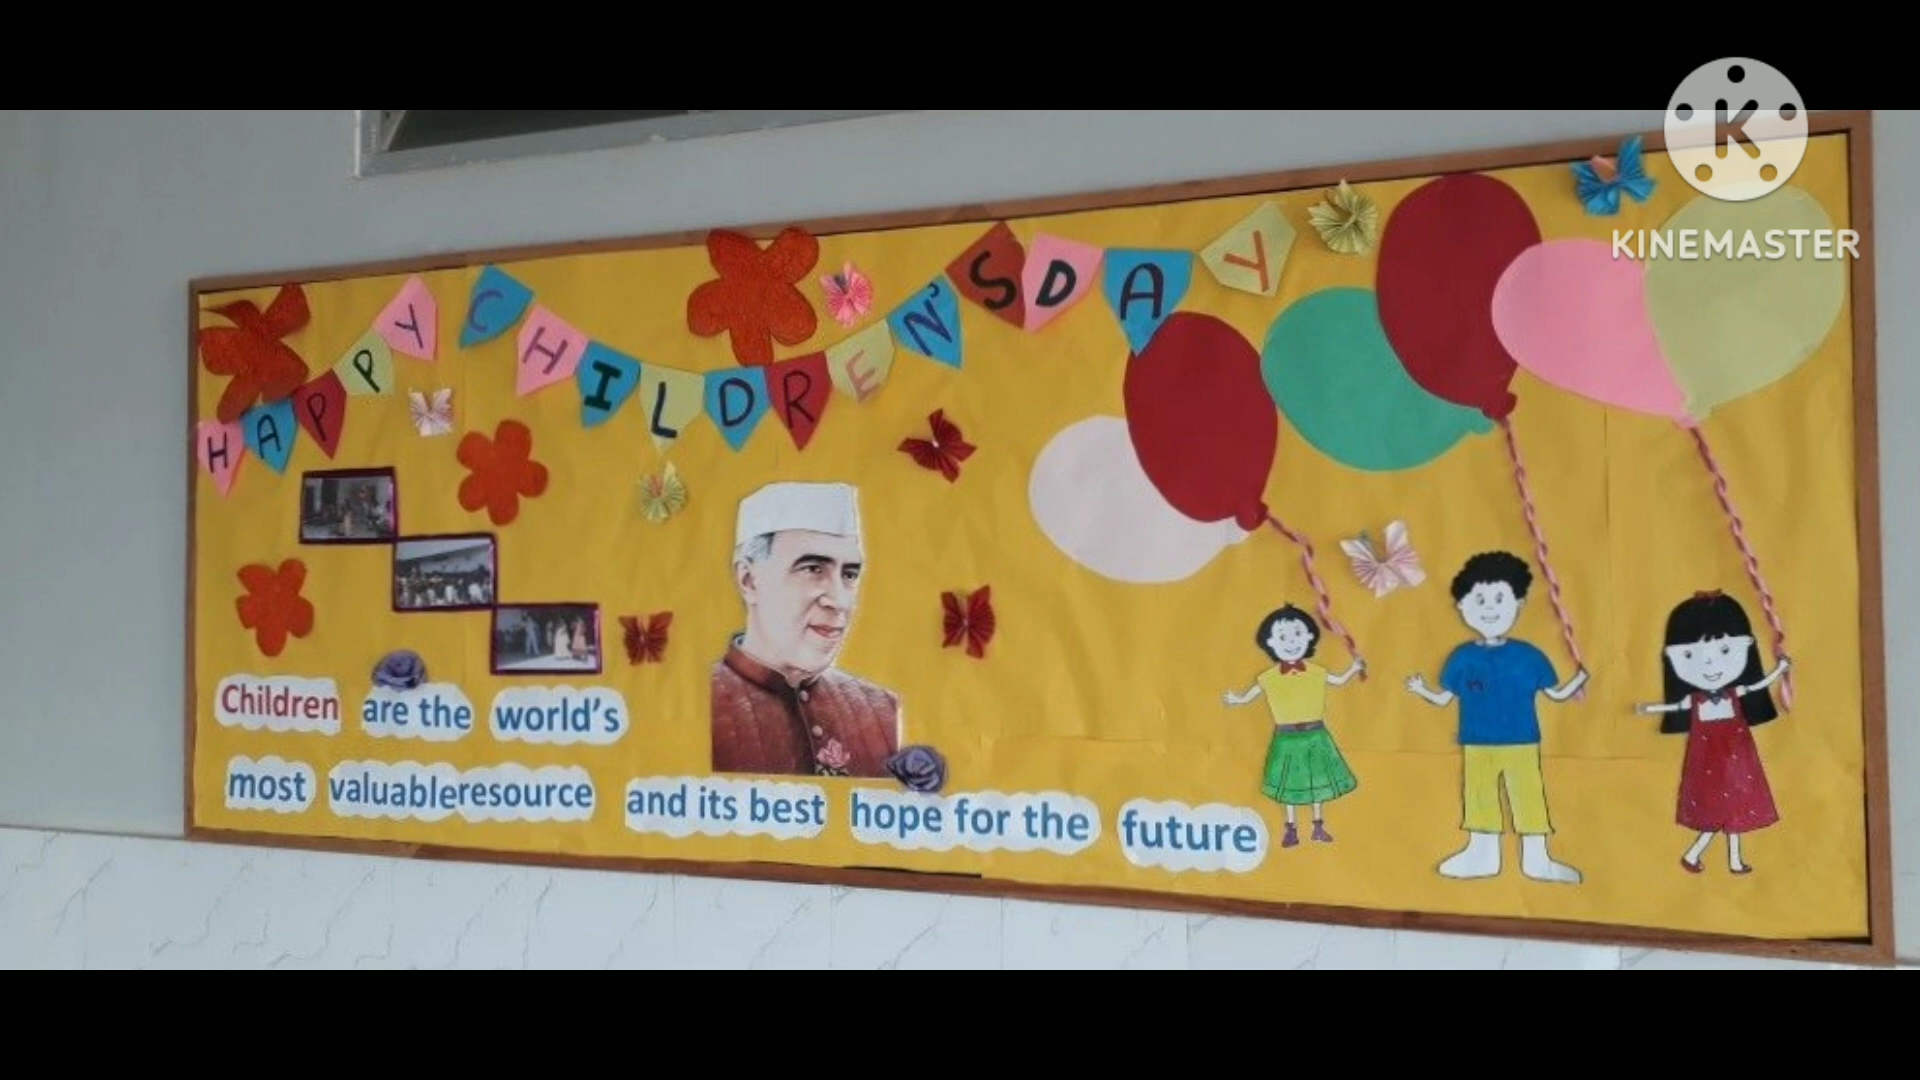 K
KINEMASTER
HAPPY CHILDREN'S DAY
Children are the world's
most valuableresource and its best hope for the future